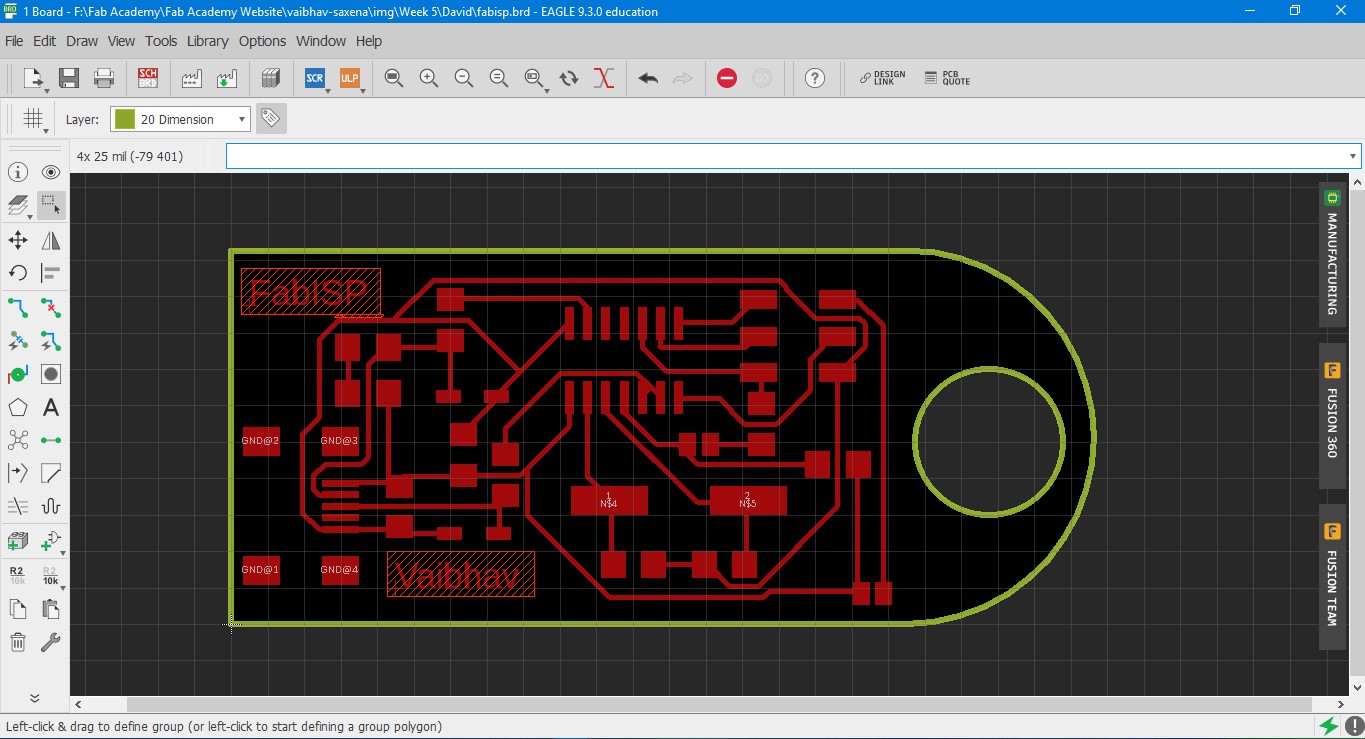 1 Board - F:\Fab Academy\Fab Academy Website\vaibhav-saxena\img\Week 5\David\fabisp.brd - EAGLE 9.3.0 education
File Edit Draw View Tools Library Options Window Help
SCH
BRD
SCR
ULP
GO
DESIGN
LINK
PCB
QUOTE
Layer:
20 Dimension
4x 25 mil (-79 401)
R2
10k
R2
10k
FabISP
GND@2
GND@3
1
N$4
2
N$5
GND@1
GND@4
Vaibhav
MANUFACTURING
FUSION 360
FUSION TEAM
Left-click & drag to define group (or left-click to start defining a group polygon)